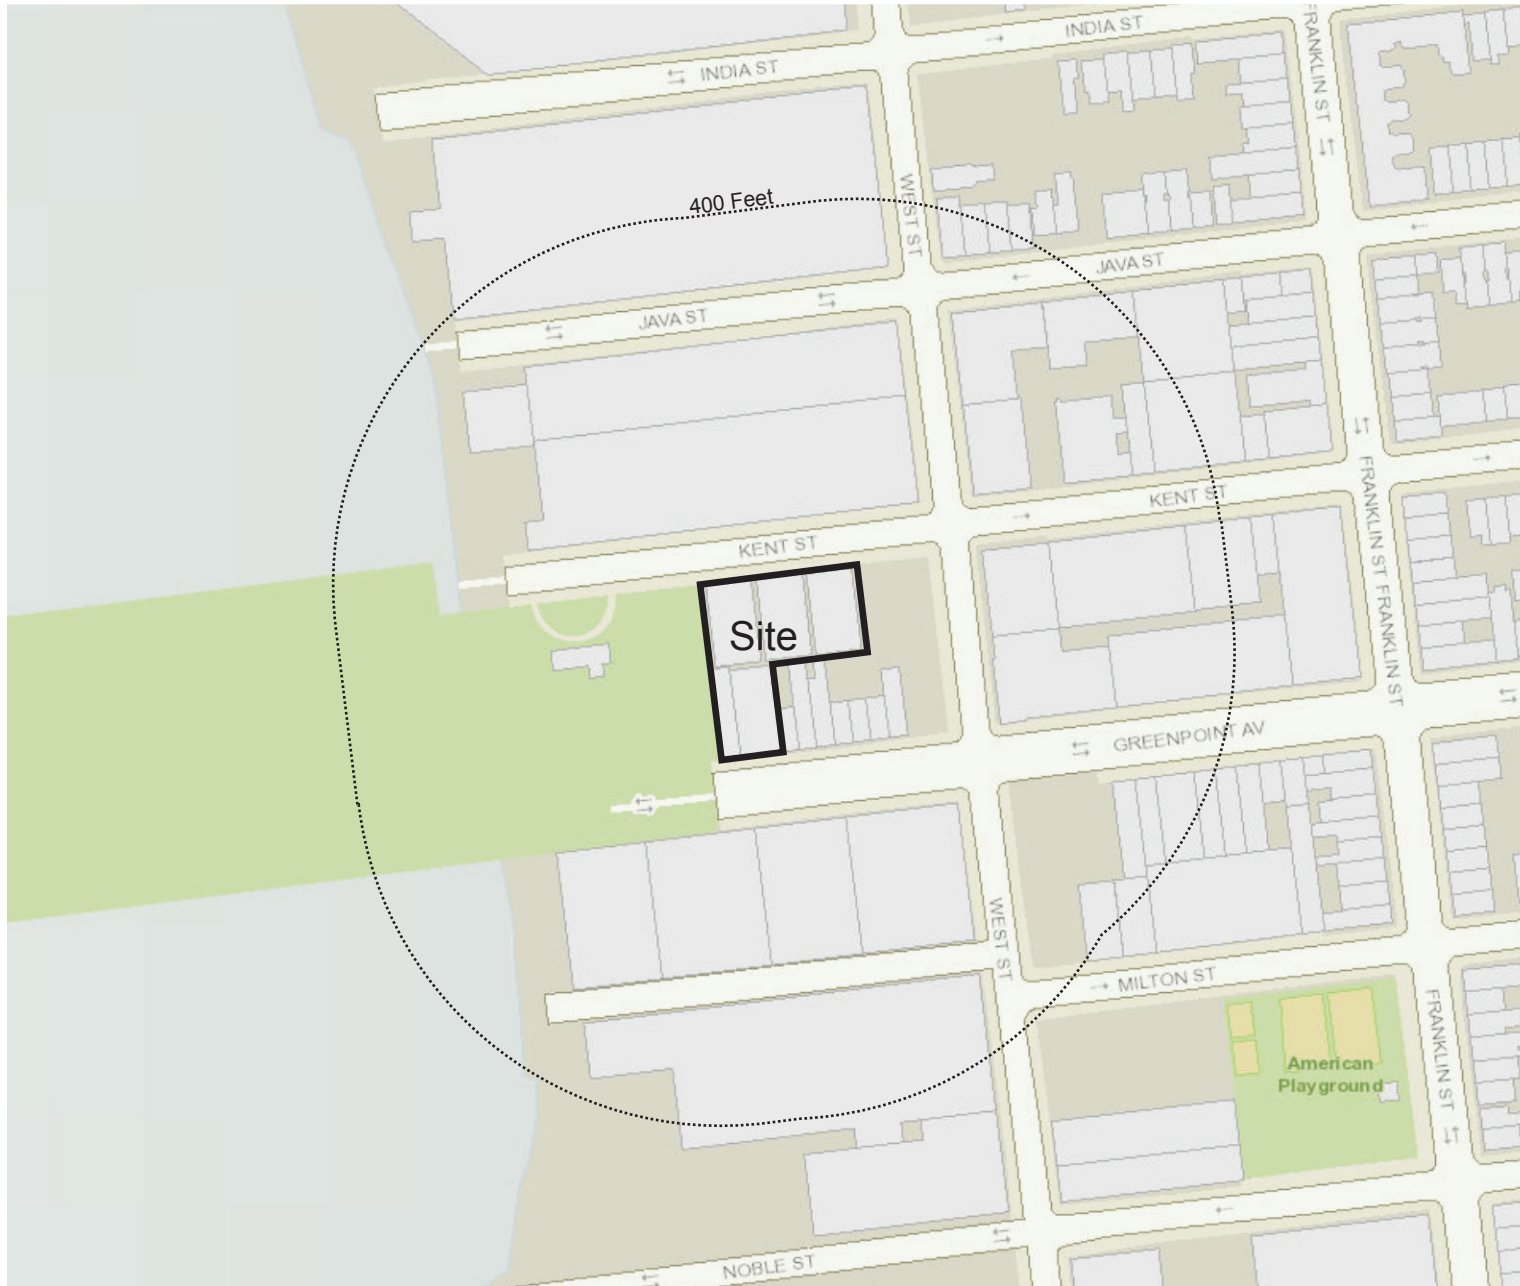 INDIA ST
FRANKLIN ST
INDIA ST
400 Feet
WEST ST
JAVA ST
JAVA ST
KENT ST
FRANKLIN ST
KENT ST
Site
FRANKLIN ST
GREENPOINT AV
WEST ST
MILTON ST
FRANKLIN ST
American
Playground
NOBLE ST